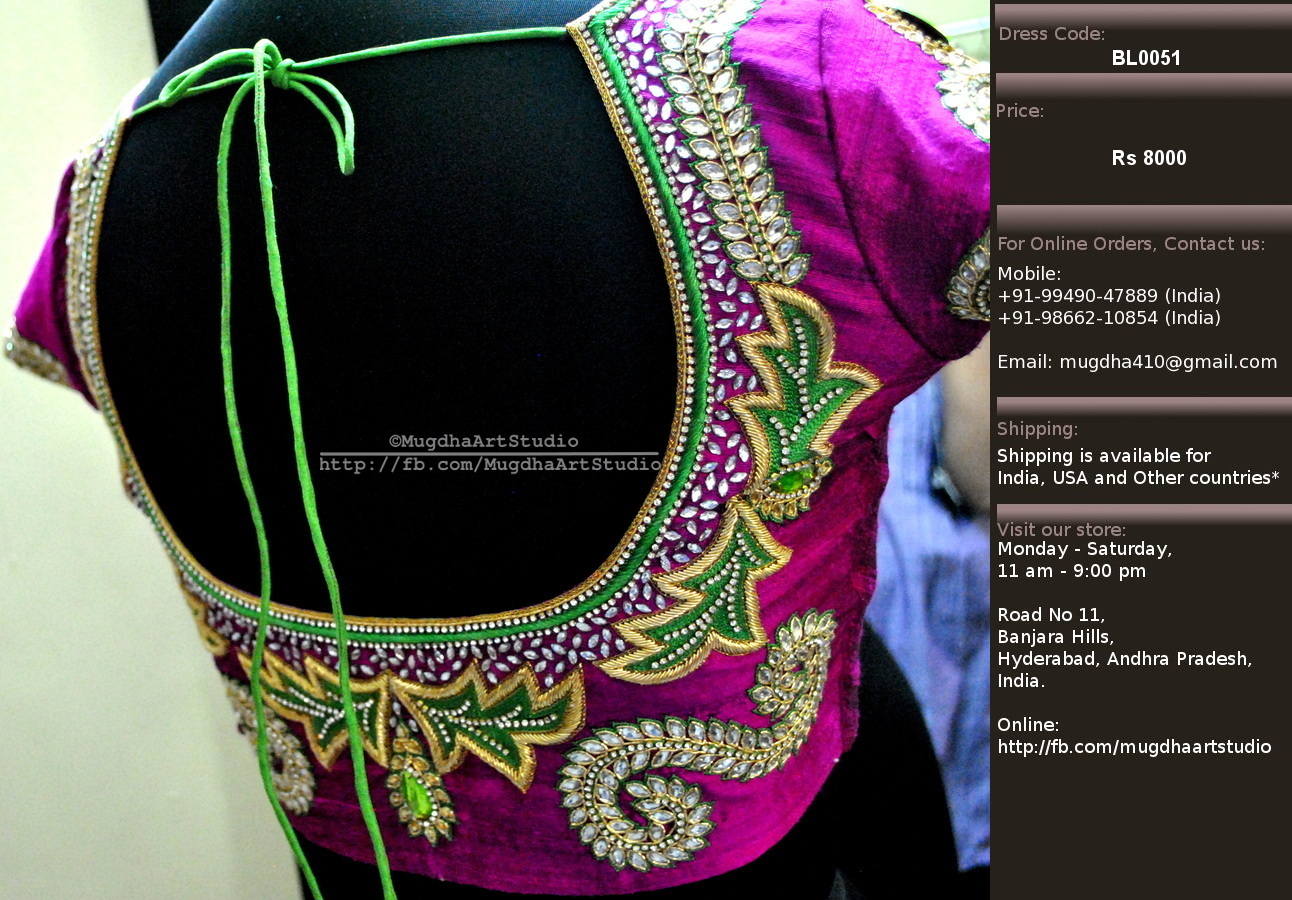 ©MugdhaArtStudio
http://fb.com/MugdhaArtStudio
Dress Code:
BL0051
Price:
Rs 8000
For Online Orders, Contact us:
Mobile:
+91-99490-47889 (India)
+91-98662-10854 (India)
Email: mugdha410@gmail.com
Shipping:
Shipping is available for
India, USA and Other countries*
Visit our store:
Monday - Saturday,
11 am - 9:00 pm
Road No 11,
Banjara Hills,
Hyderabad, Andhra Pradesh,
India.
Online:
http://fb.com/mugdhaartstudio